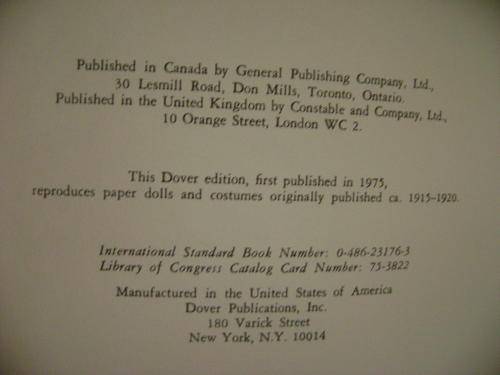 Published in Canada by General Publishing Company, Ltd.,
30 Lesmill Road, Don Mills, Toronto, Ontario.
Published in the United Kingdom by Constable and Company, Ltd.,
10 Orange Street, London WC 2.
This Dover edition, first published in 1975,
reproduces paper dolls and costumes originally published ca. 1915-1920.
International Standard Book Number: 0-486-23176-3
Library of Congress Catalog Card Number: 75-3822
Manufactured in the United States of America
Dover Publications, Inc.
180 Varick Street
New York, N.Y. 10014